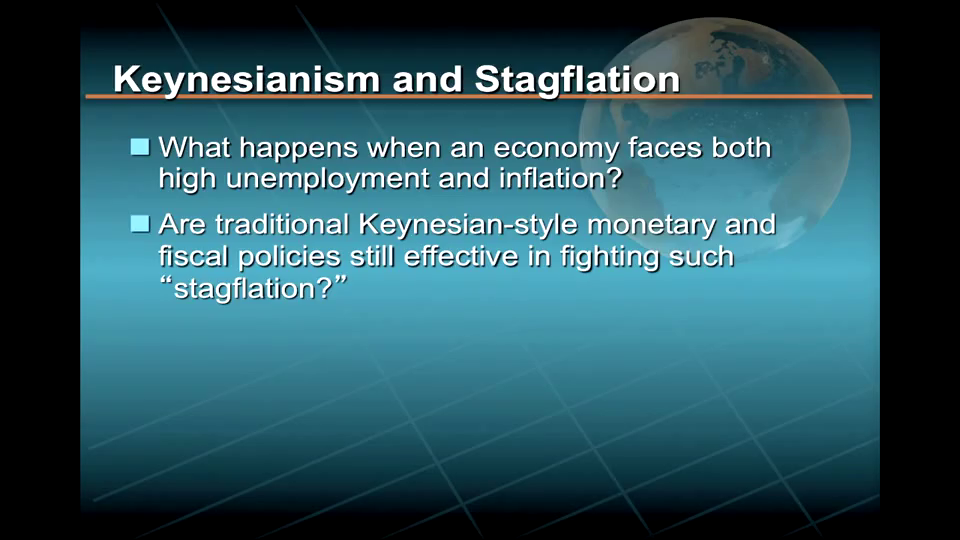 Keynesianism and Stagflation
What happens when an economy faces both
high unemployment and inflation?
Are traditional Keynesian-style monetary and
fiscal policies still effective in fighting such
“stagflation?”